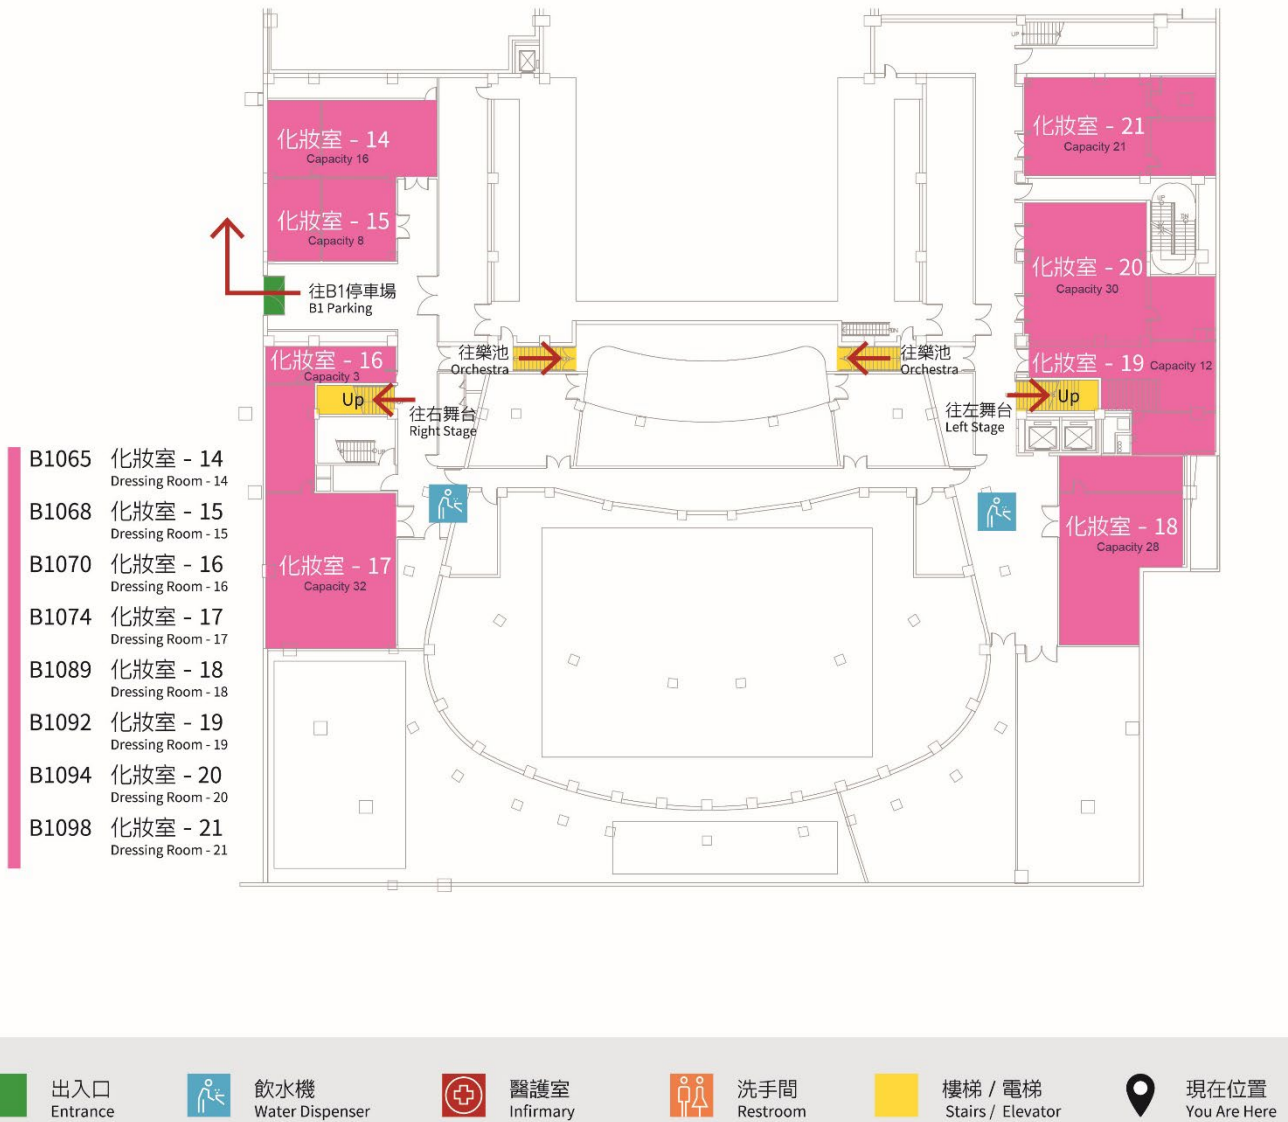 化妝室 - 14
Capacity 16
化妝室 - 15
Capacity 8
往B1停車場
B1 Parking
化妝室 - 16
Capacity 3
Up
往右舞台
Right Stage
化妝室 - 17
Capacity 32
往樂池
Orchestra
往樂池
Orchestra
UP
化妝室 - 21
Capacity 21
化妝室 - 20
Capacity 30
化妝室 - 19
Capacity 12
Up
往左舞台
Left Stage
化妝室 - 18
Capacity 28
B1065 化妝室 - 14
Dressing Room - 14
B1068 化妝室 - 15
Dressing Room - 15
B1070 化妝室 - 16
Dressing Room - 16
B1074 化妝室 - 17
Dressing Room - 17
B1089 化妝室 - 18
Dressing Room - 18
B1092 化妝室 - 19
Dressing Room - 19
B1094 化妝室 - 20
Dressing Room - 20
B1098 化妝室 - 21
Dressing Room - 21
出入口
Entrance
飲水機
Water Dispenser
醫護室
Infirmary
洗手間
Restroom
樓梯 / 電梯
Stairs / Elevator
現在位置
You Are Here